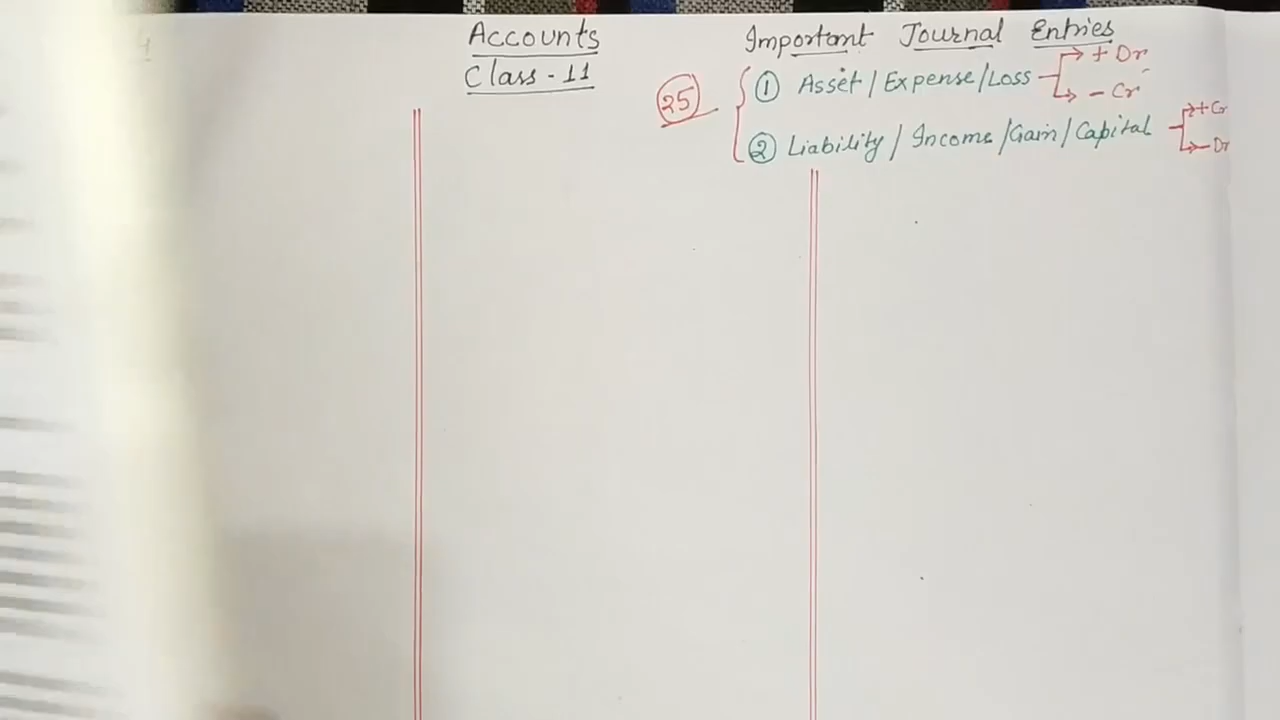 Accounts
Class - 11
Important Journal Entries
25
① Asset / Expense / Loss → + Dr
→ - Cr
② Liability / Income / Gain / Capital → + Cr
→ - Dr